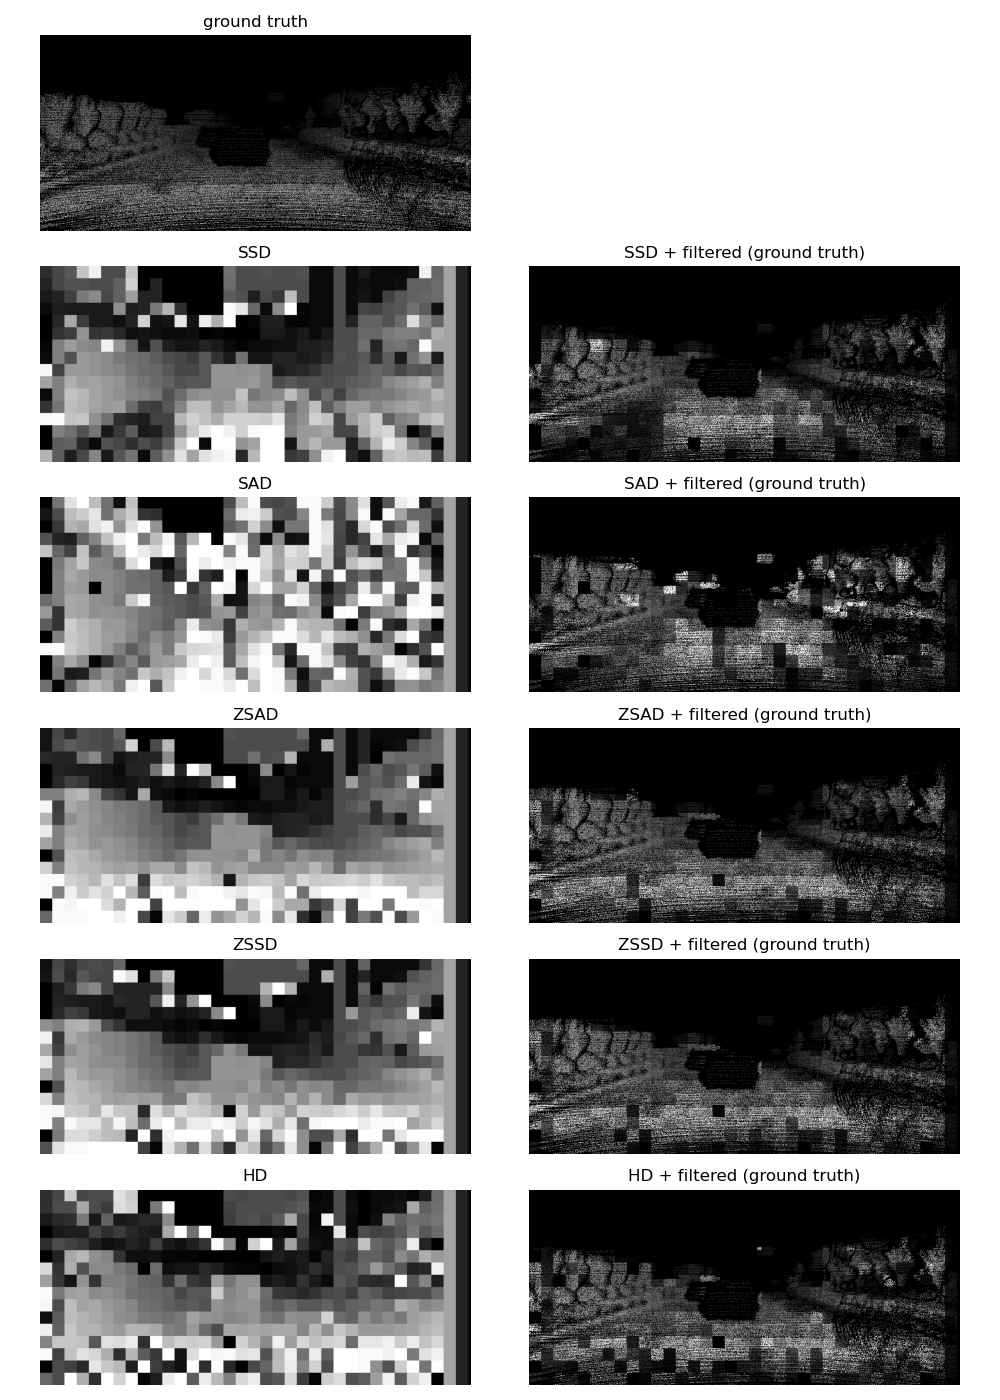 ground truth
SSD
SSD + filtered (ground truth)
SAD
SAD + filtered (ground truth)
ZSAD
ZSAD + filtered (ground truth)
ZSSD
ZSSD + filtered (ground truth)
HD
HD + filtered (ground truth)